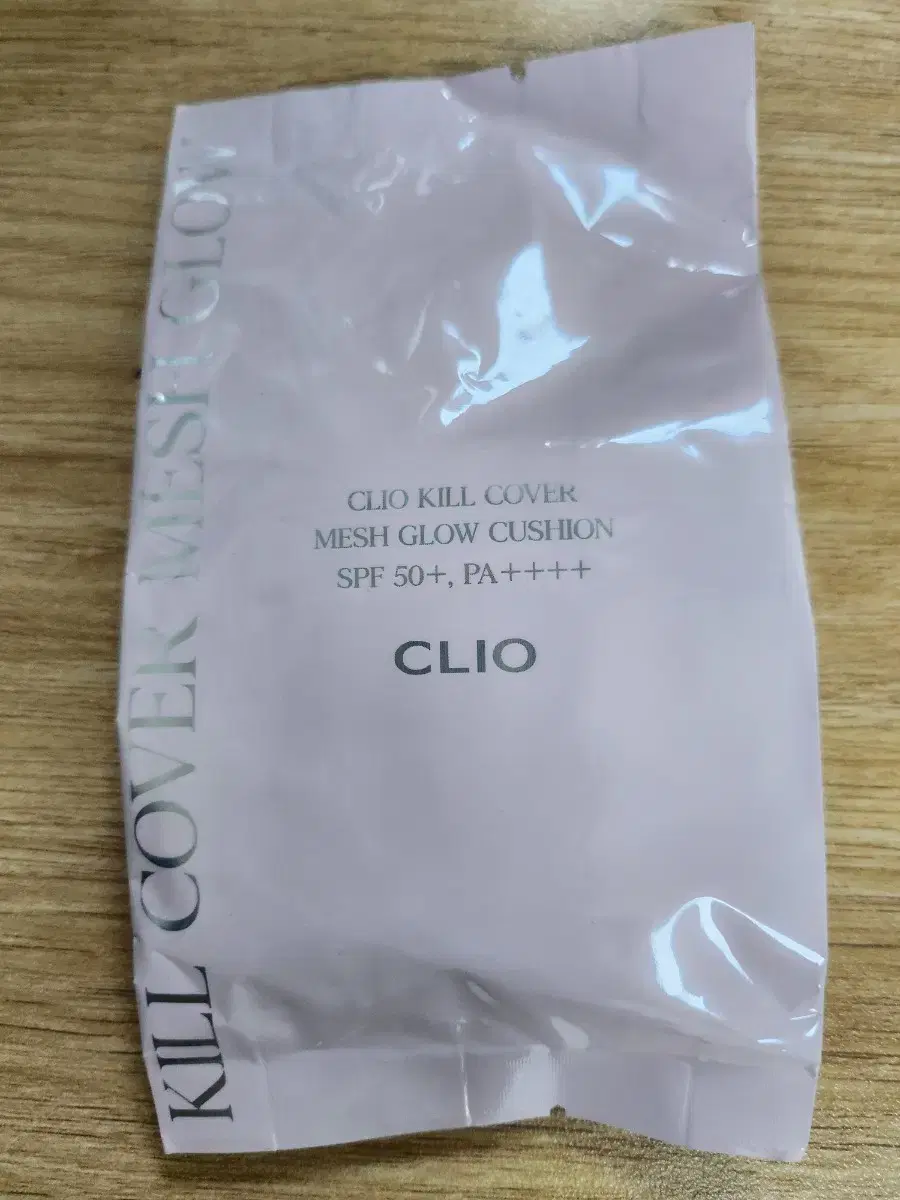 KILL COVER MESH GLOW
CLIO KILL COVER
MESH GLOW CUSHION
SPF 50+, PA++++
CLIO